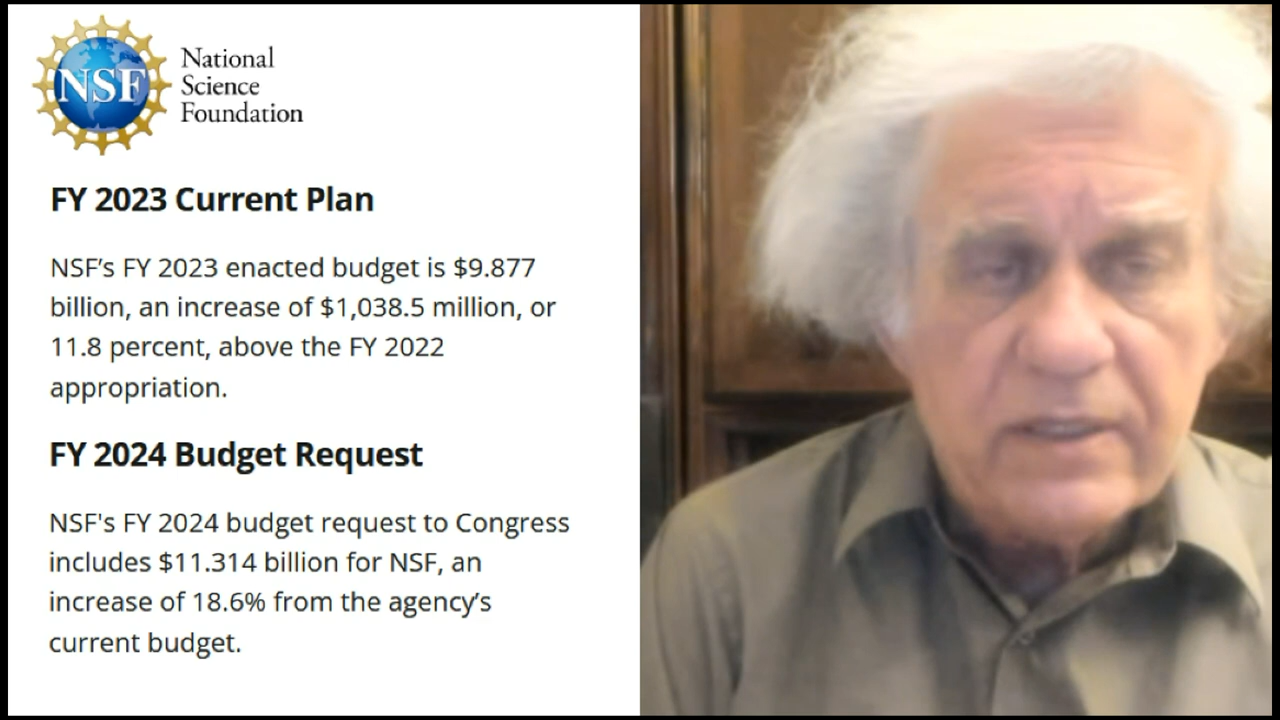 NSF
National
Science
Foundation
FY 2023 Current Plan
NSF’s FY 2023 enacted budget is $9.877
billion, an increase of $1,038.5 million, or
11.8 percent, above the FY 2022
appropriation.
FY 2024 Budget Request
NSF's FY 2024 budget request to Congress
includes $11.314 billion for NSF, an
increase of 18.6% from the agency’s
current budget.